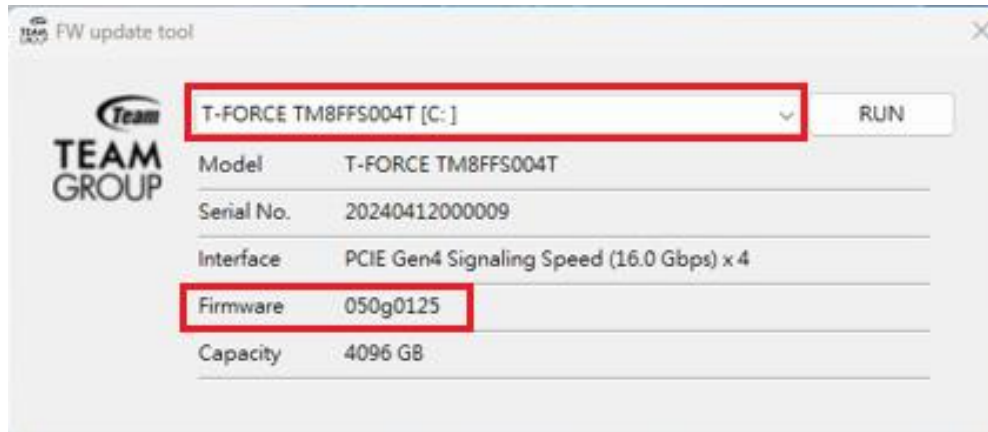 FW update tool
Team
TEAM
GROUP
T-FORCE TM8FFS004T [C: ]
RUN
Model T-FORCE TM8FFS004T
Serial No. 20240412000009
Interface PCIE Gen4 Signaling Speed (16.0 Gbps) x 4
Firmware 050g0125
Capacity 4096 GB